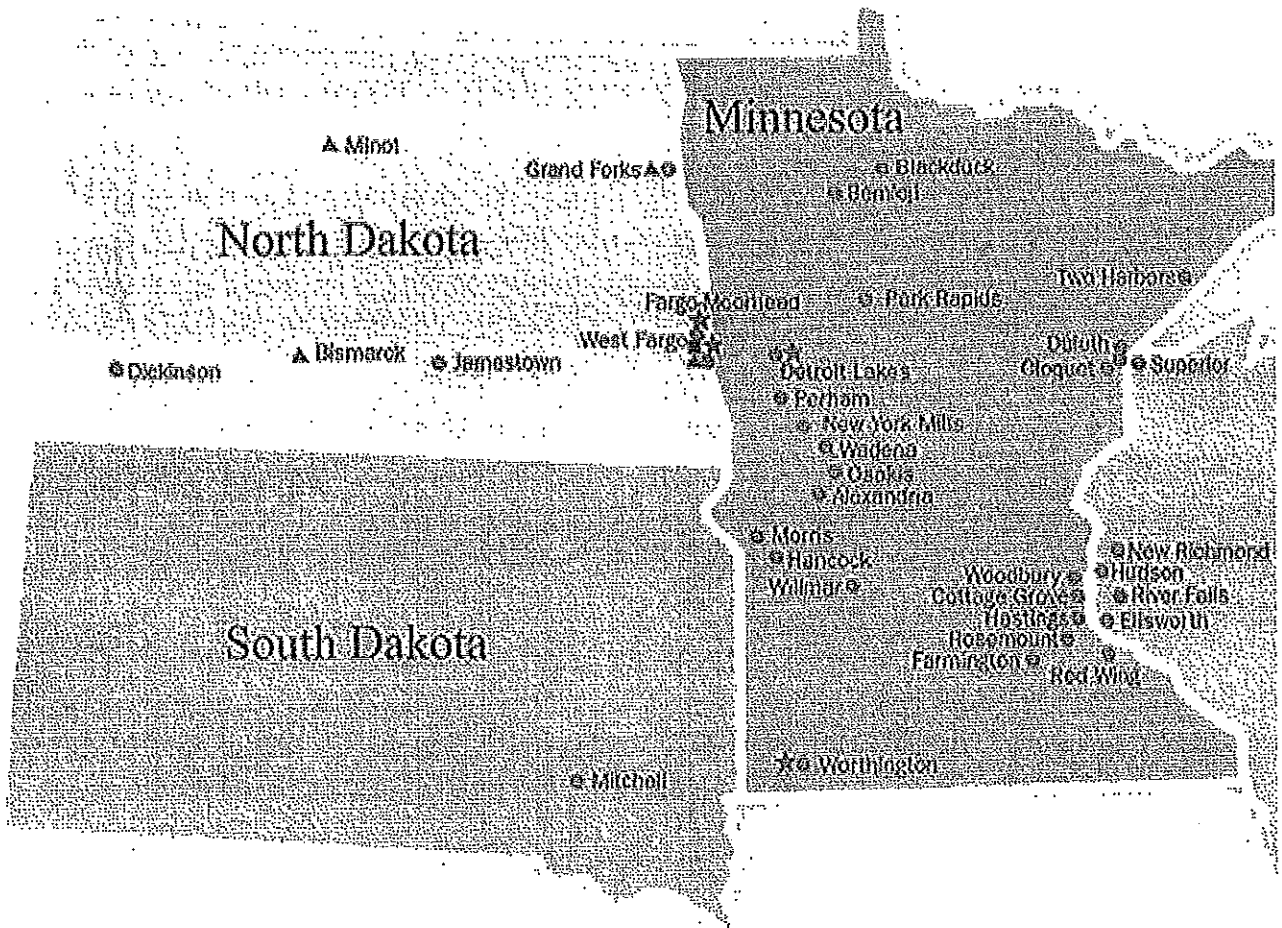 Minnesota
Minot
Grand Forks
Blackduck
Bemidji
North Dakota
Two Harbors
Park Rapids
Fargo Moorhead
West Fargo
Duluth
Bismarck
Jamestown
Dickinson
Cloquet
Superior
Detroit Lakes
Perham
New York Mills
Wadena
Osakis
Alexandria
Morris
New Richmond
Hancock
Hudson
Woodbury
Willmar
Cottage Grove
River Falls
Hastings
Ellsworth
South Dakota
Rosemount
Farmington
Red Wing
Worthington
Mitchell